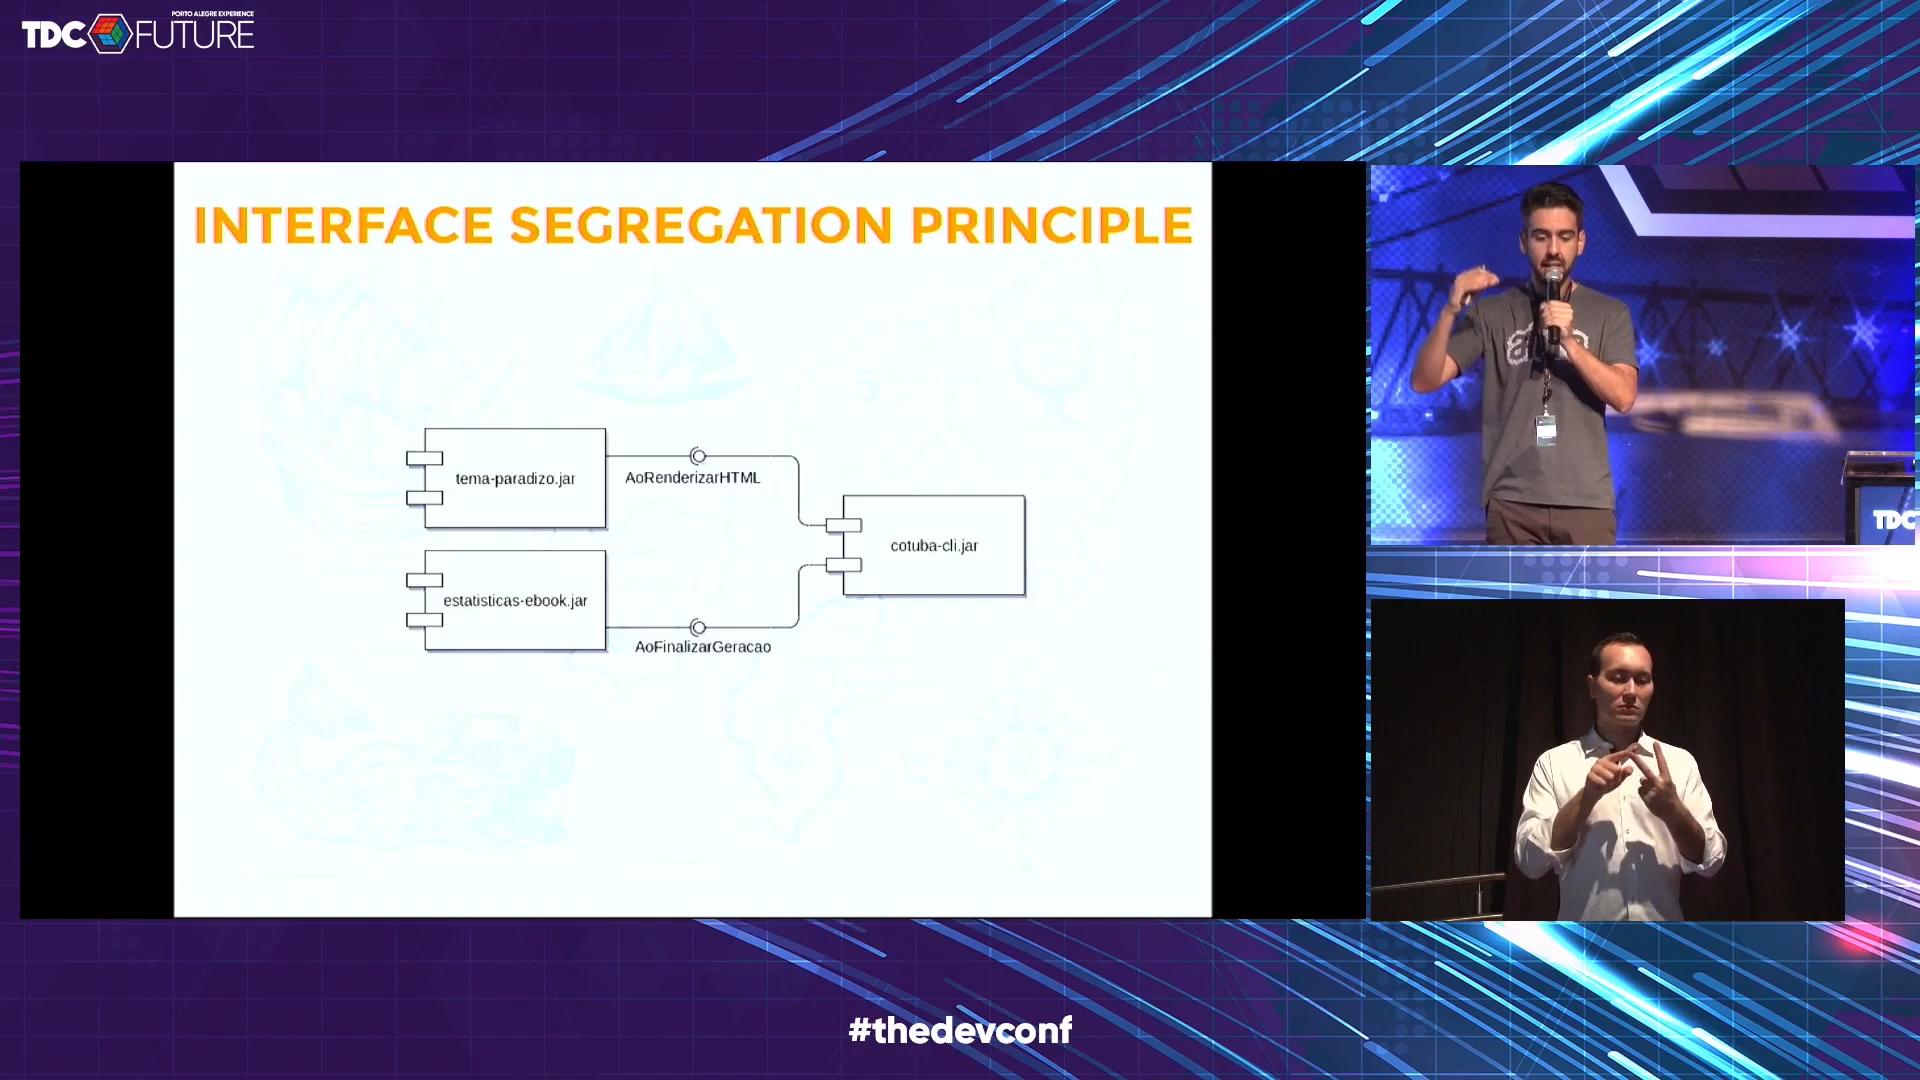 PORTO ALEGRE EXPERIENCE
TDC FUTURE
INTERFACE SEGREGATION PRINCIPLE
tema-paradizo.jar
AoRenderizarHTML
cotuba-cli.jar
estatisticas-ebook.jar
AoFinalizarGeracao
TDC
#thedevconf